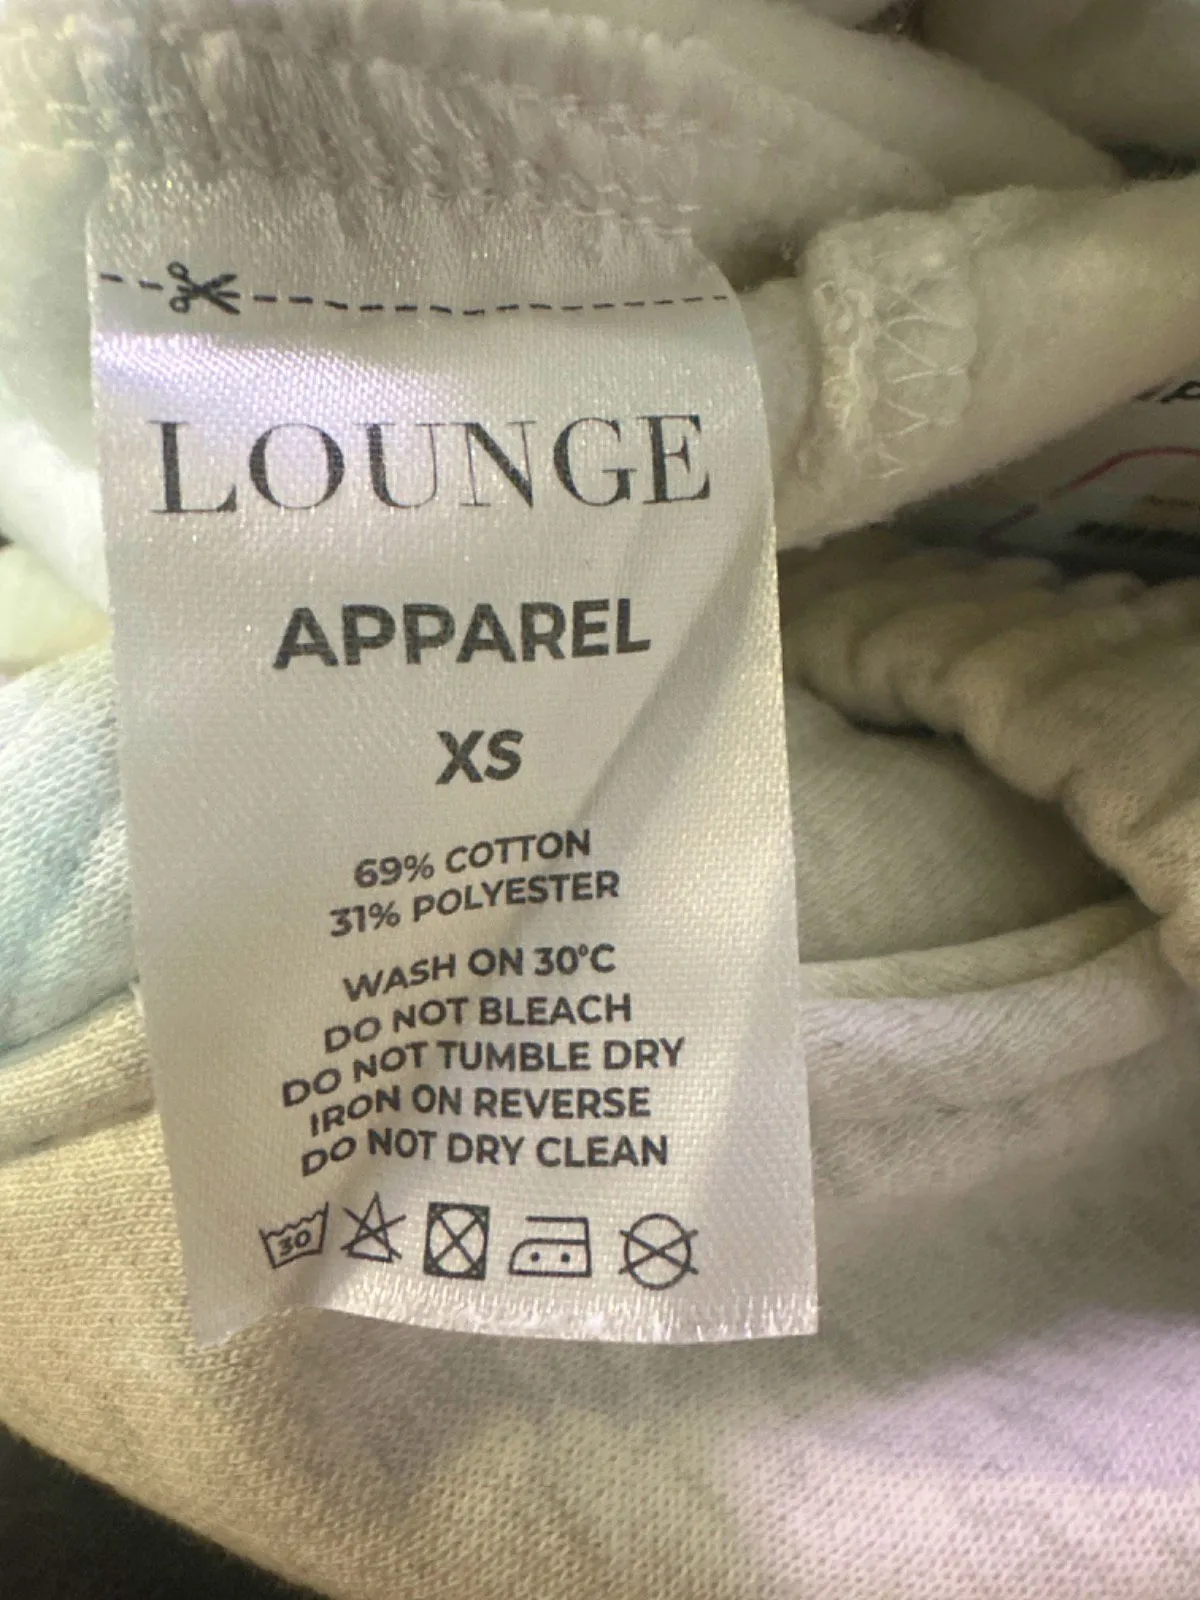 LOUNGE
APPAREL
XS
69% COTTON
31% POLYESTER
WASH ON 30°C
DO NOT BLEACH
DO NOT TUMBLE DRY
IRON ON REVERSE
DO NOT DRY CLEAN
30